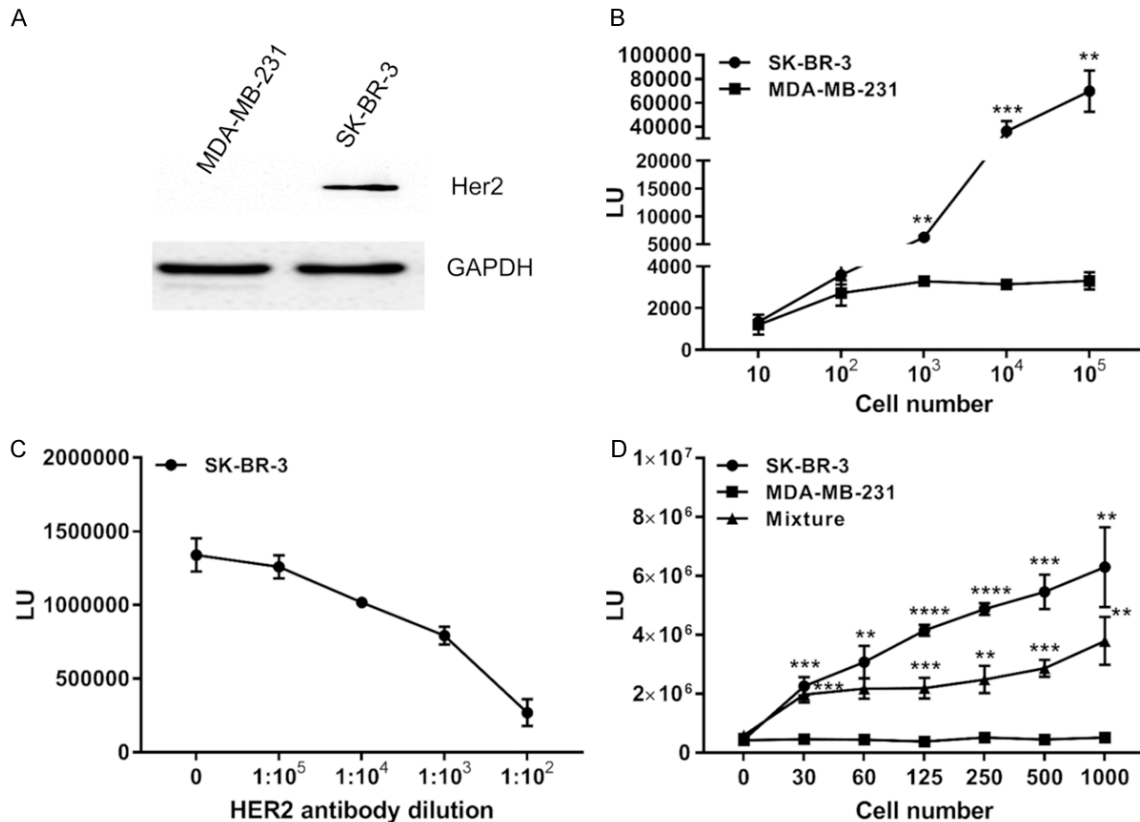 A
MDA-MB-231
SK-BR-3
Her2
GAPDH
B
SK-BR-3
MDA-MB-231
**
***
**
LU
100000
80000
60000
40000
20000
15000
10000
5000
4000
2000
0
10 10² 10³ 10⁴ 10⁵
Cell number
C
SK-BR-3
LU
2000000
1500000
1000000
500000
0
0 1:10⁵ 1:10⁴ 1:10³ 1:10²
HER2 antibody dilution
D
SK-BR-3
MDA-MB-231
Mixture
LU
1×10⁷
8×10⁶
6×10⁶
4×10⁶
2×10⁶
0
*** ** **** **** *** **
*** *** ** *** **
0 30 60 125 250 500 1000
Cell number